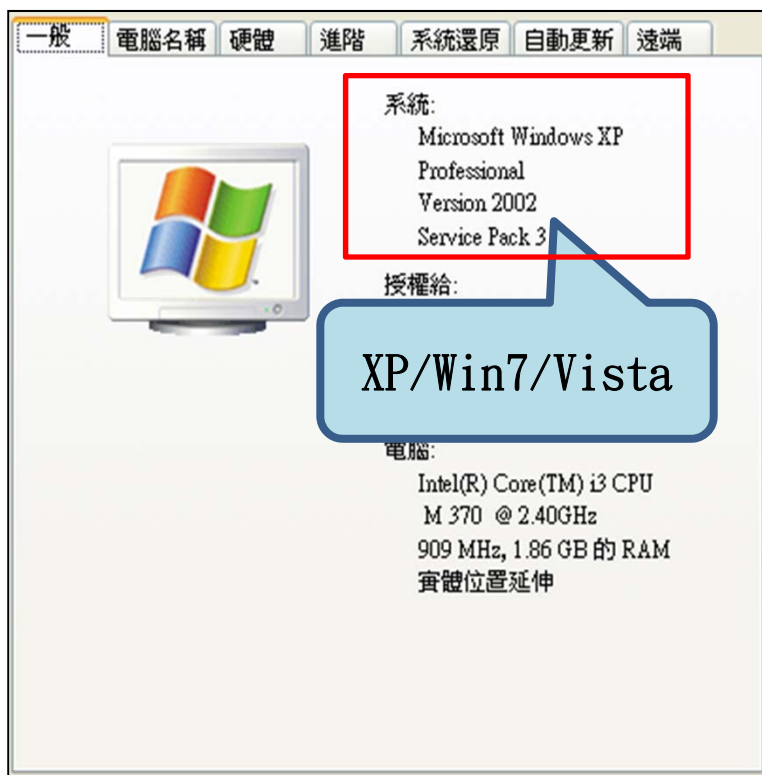 一般 電腦名稱 硬體 進階 系統還原 自動更新 遠端
系統:
Microsoft Windows XP
Professional
Version 2002
Service Pack 3
授權給:
XP/Win7/Vista
電腦:
Intel(R) Core(TM) i3 CPU
M 370 @ 2.40GHz
909 MHz, 1.86 GB 的 RAM
實體位置延伸